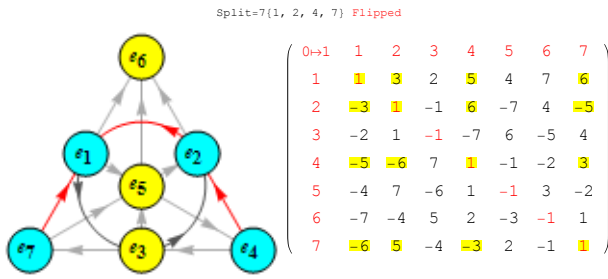 Split=7{1, 2, 4, 7} Flipped
e6
e1
e2
e5
e7
e3
e4
0↦1 1 2 3 4 5 6 7
1 1 3 2 5 4 7 6
2 -3 1 -1 6 -7 4 -5
3 -2 1 -1 -7 6 -5 4
4 -5 -6 7 1 -1 -2 3
5 -4 7 -6 1 -1 3 -2
6 -7 -4 5 2 -3 -1 1
7 -6 5 -4 -3 2 -1 1